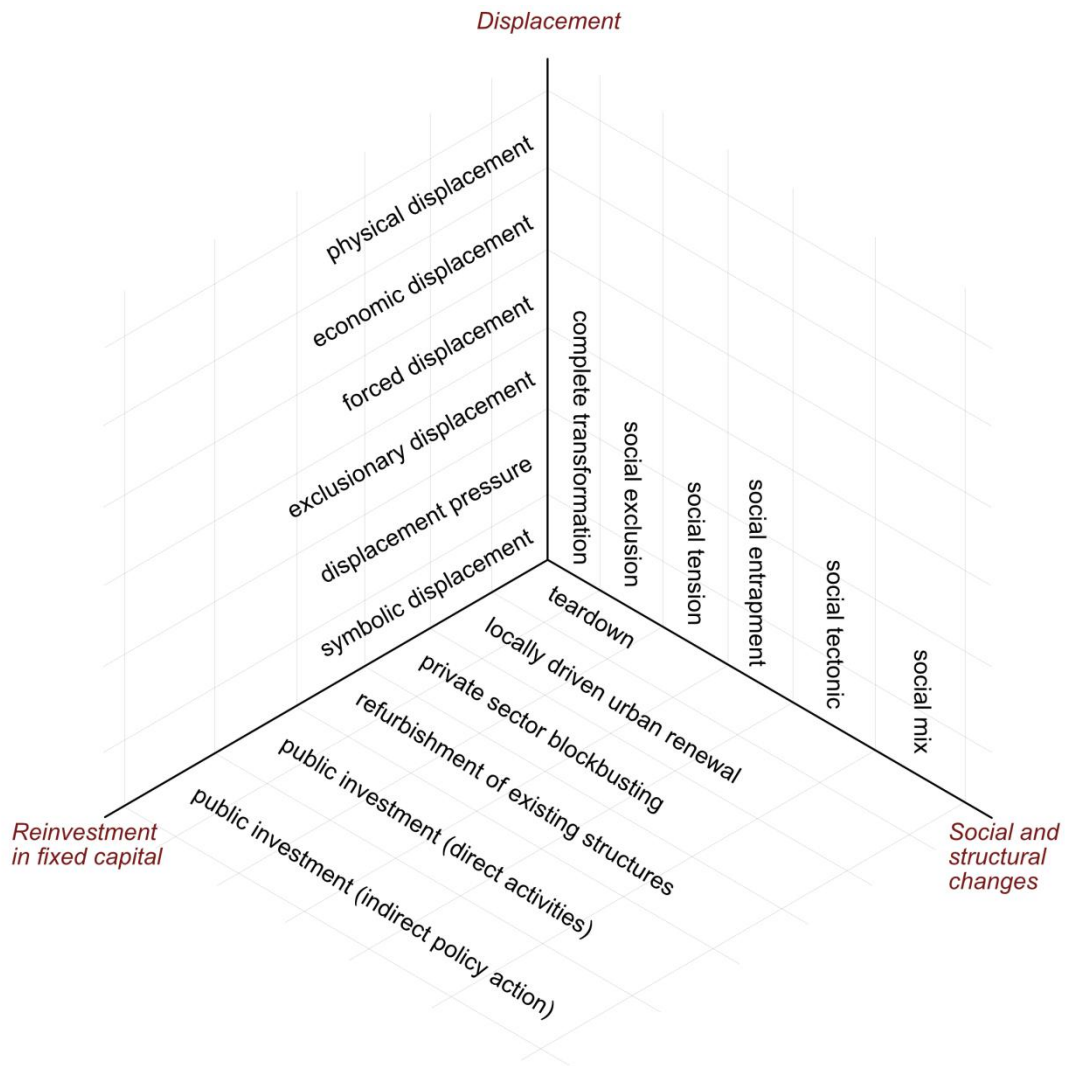 Displacement
physical displacement
economic displacement
forced displacement
exclusionary displacement
displacement pressure
symbolic displacement
complete transformation
social exclusion
social tension
social entrapment
social tectonic
social mix
teardown
locally driven urban renewal
private sector blockbusting
refurbishment of existing structures
public investment (direct activities)
public investment (indirect policy action)
Reinvestment
in fixed capital
Social and
structural
changes